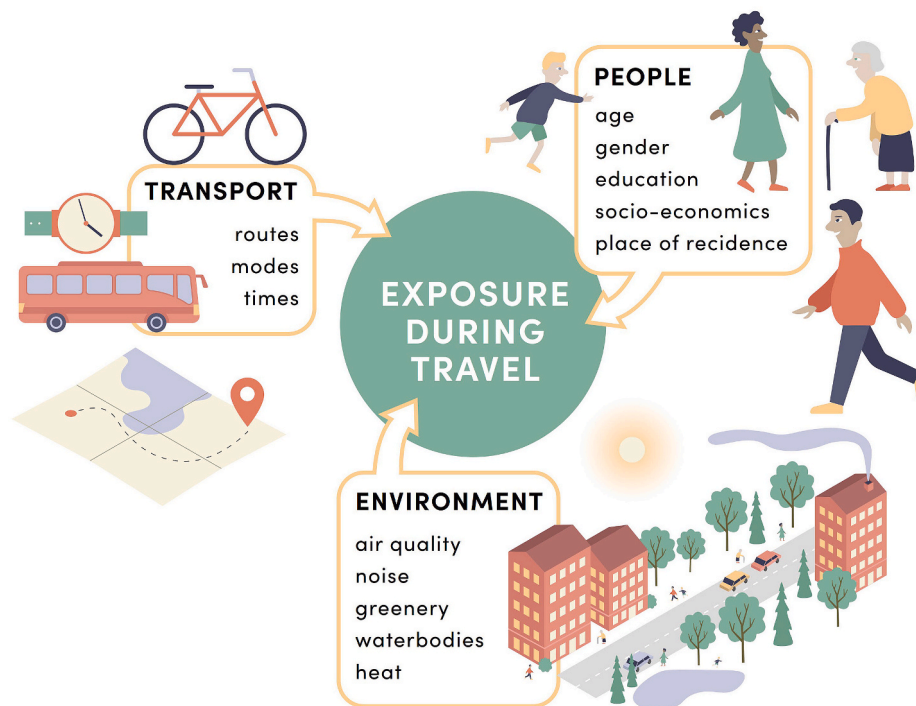 TRANSPORT
routes
modes
times
PEOPLE
age
gender
education
socio-economics
place of recidence
EXPOSURE
DURING
TRAVEL
ENVIRONMENT
air quality
noise
greenery
waterbodies
heat